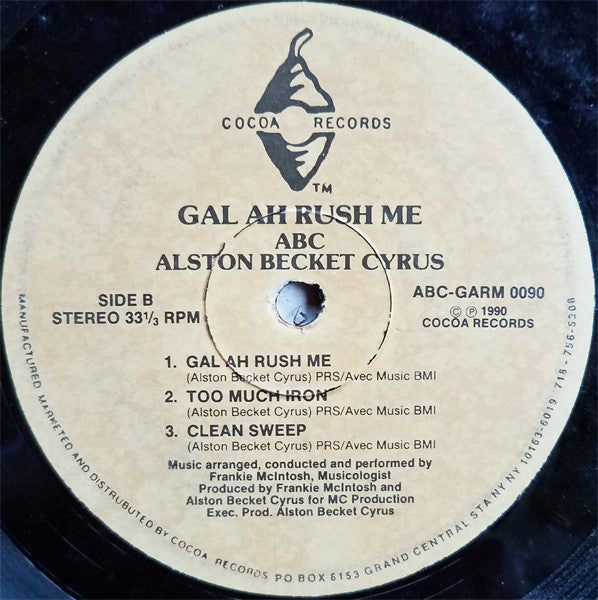 COCOA RECORDS
TM
GAL AH RUSH ME
ABC
ALSTON BECKET CYRUS
SIDE B
STEREO 33 1/3 RPM
ABC-GARM 0090
© ℗ 1990
COCOA RECORDS
1. GAL AH RUSH ME
(Alston Becket Cyrus) PRS/Avec Music BMI
2. TOO MUCH IRON
(Alston Becket Cyrus) PRS/Avec Music BMI
3. CLEAN SWEEP
(Alston Becket Cyrus) PRS/Avec Music BMI
Music arranged, conducted and performed by
Frankie McIntosh, Musicologist
Produced by Frankie McIntosh and
Alston Becket Cyrus for MC Production
Exec. Prod. Alston Becket Cyrus
MANUFACTURED MARKETED AND DISTRUBUTED BY COCOA RECORDS PO BOX 8153 GRAND CENTRAL STA NY NY 10163-6019 718-756-5308